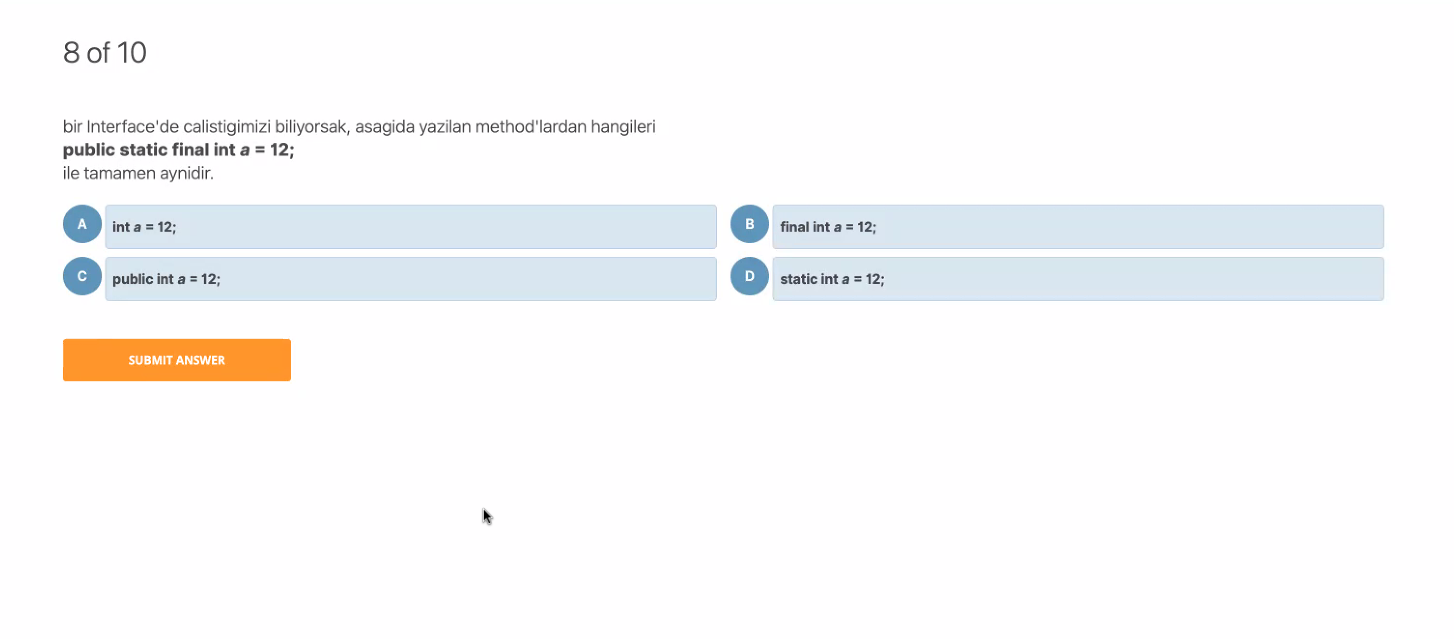 8 of 10
bir Interface'de calistigimizi biliyorsak, asagida yazilan method'lardan hangileri
public static final int a = 12;
ile tamamen aynidir.
A int a = 12;
B final int a = 12;
C public int a = 12;
D static int a = 12;
SUBMIT ANSWER